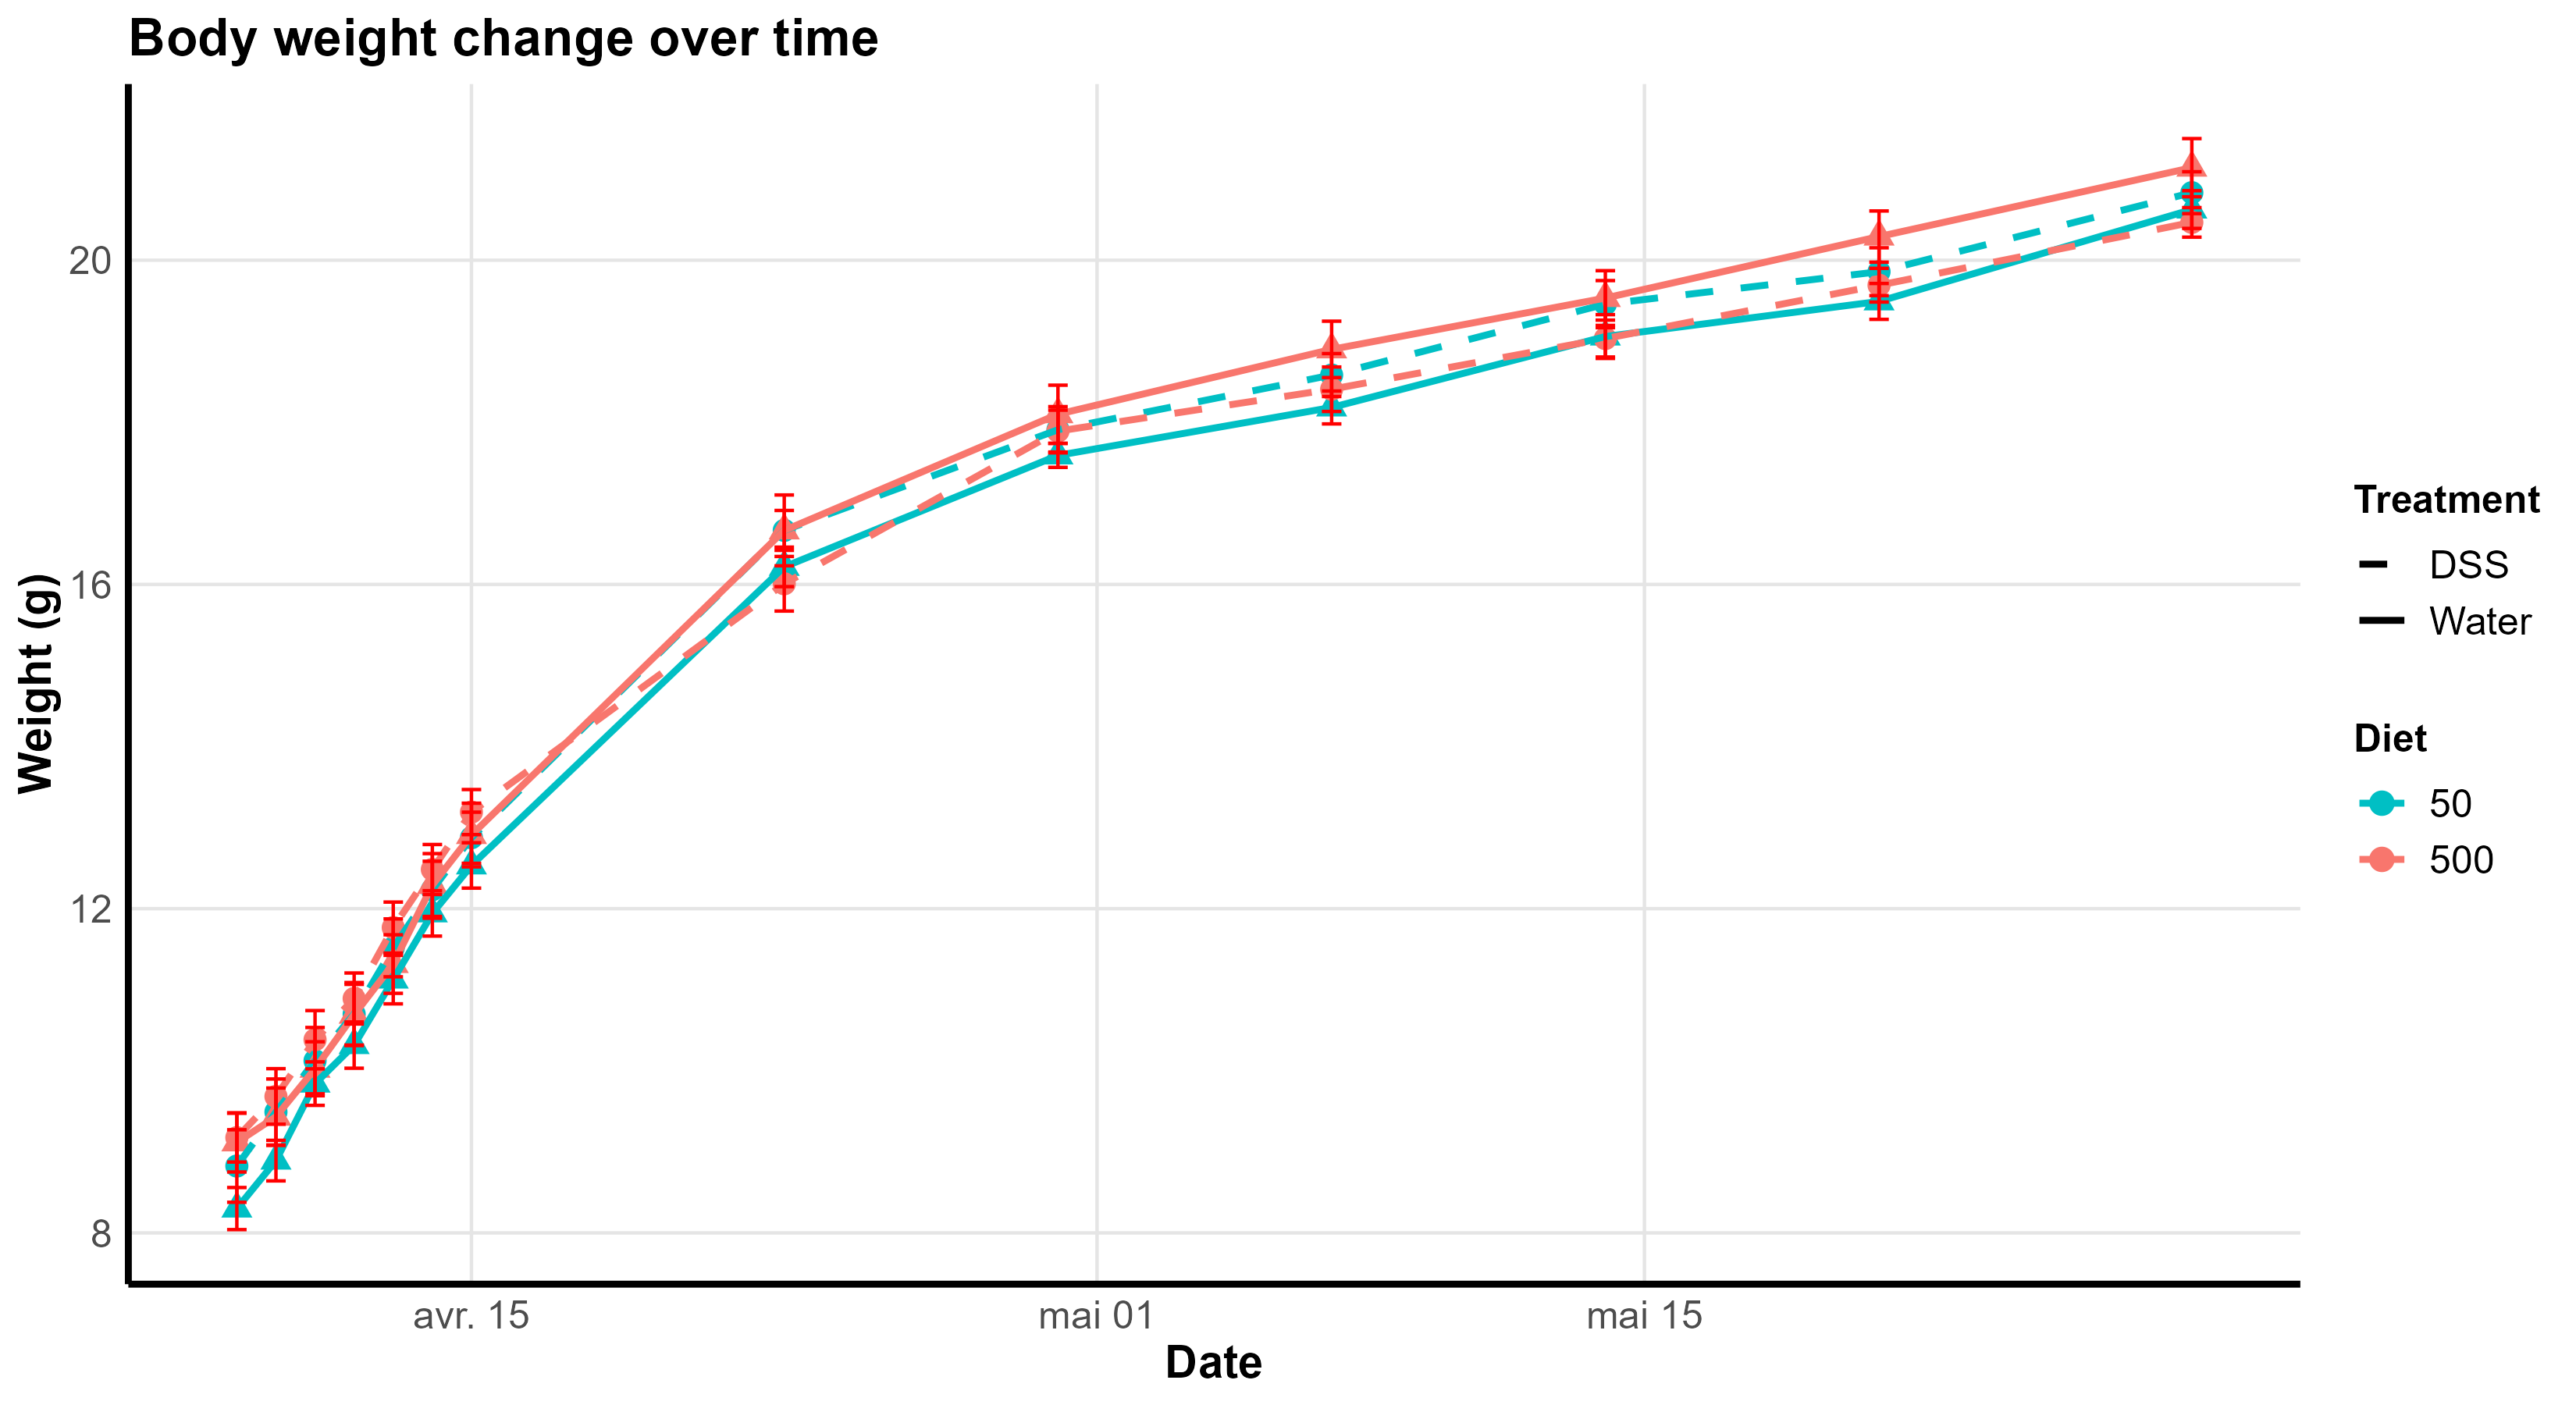 Body weight change over time
Weight (g)
20
16
12
8
avr. 15
mai 01
mai 15
Date
Treatment
DSS
Water
Diet
50
500